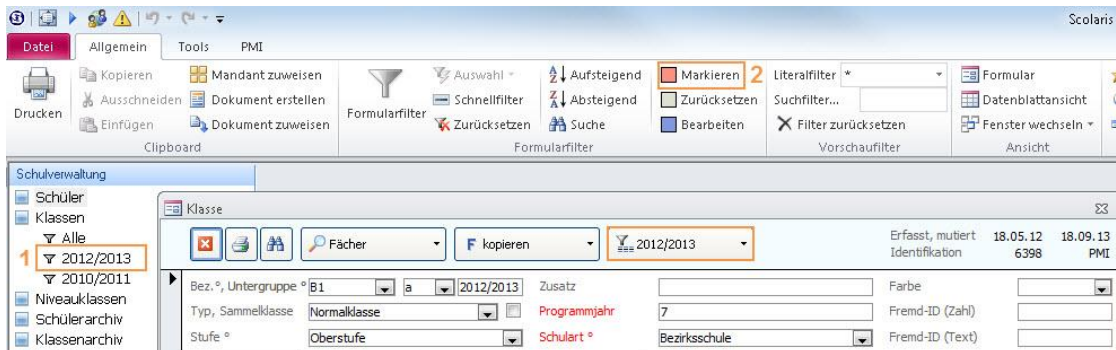 Scolaris
Datei Allgemein Tools PMI
Drucken
Kopieren
Ausschneiden
Einfügen
Mandant zuweisen
Dokument erstellen
Dokument zuweisen
Clipboard
Formularfilter
Auswahl
Schnellfilter
Zurücksetzen
Aufsteigend
Absteigend
Suche
Markieren 2
Zurücksetzen
Bearbeiten
Formularfilter
Literalfilter *
Suchfilter...
Filter zurücksetzen
Vorschaufilter
Formular
Datenblattansicht
Fenster wechseln
Ansicht
Schulverwaltung
Schüler
Klassen
Alle
1 2012/2013
2010/2011
Niveauklassen
Schülerarchiv
Klassenarchiv
Klasse
Fächer F kopieren 2012/2013
Erfasst, mutiert 18.05.12 18.09.13
Identifikation 6398 PMI
Bez.°, Untergruppe ° B1 a 2012/2013 Zusatz Farbe
Typ, Sammelklasse Normalklasse Programmjahr 7 Fremd-ID (Zahl)
Stufe ° Oberstufe Schulart ° Bezirksschule Fremd-ID (Text)